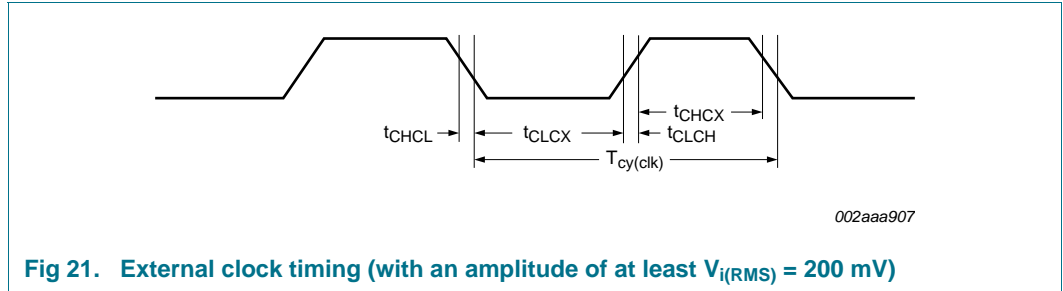 tCHCX
tCHCL tCLCX tCLCH
Tcy(clk)
002aaa907
Fig 21. External clock timing (with an amplitude of at least Vi(RMS) = 200 mV)